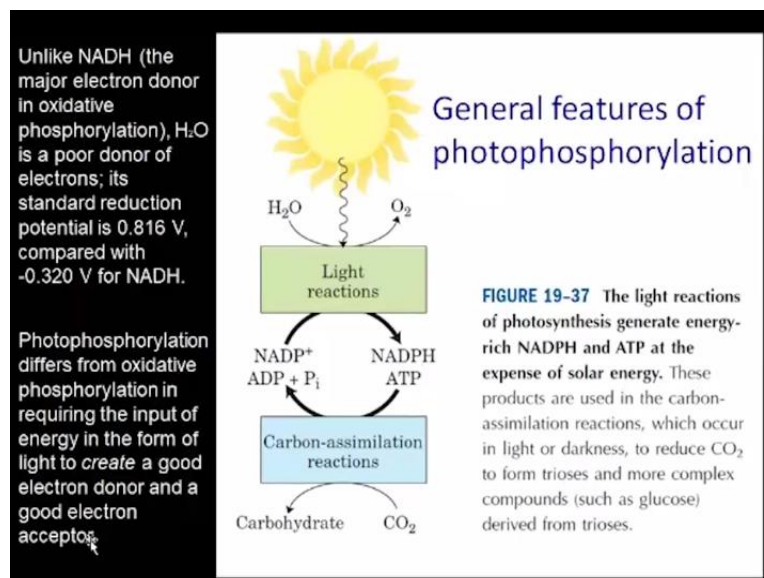 Unlike NADH (the
major electron donor
in oxidative
phosphorylation), H₂O
is a poor donor of
electrons; its
standard reduction
potential is 0.816 V,
compared with
-0.320 V for NADH.
Photophosphorylation
differs from oxidative
phosphorylation in
requiring the input of
energy in the form of
light to create a good
electron donor and a
good electron
acceptor.
General features of
photophosphorylation
H₂O
O₂
Light
reactions
NADP⁺
ADP + Pᵢ
NADPH
ATP
Carbon-assimilation
reactions
Carbohydrate
CO₂
FIGURE 19–37 The light reactions
of photosynthesis generate energy-
rich NADPH and ATP at the
expense of solar energy. These
products are used in the carbon-
assimilation reactions, which occur
in light or darkness, to reduce CO₂
to form trioses and more complex
compounds (such as glucose)
derived from trioses.